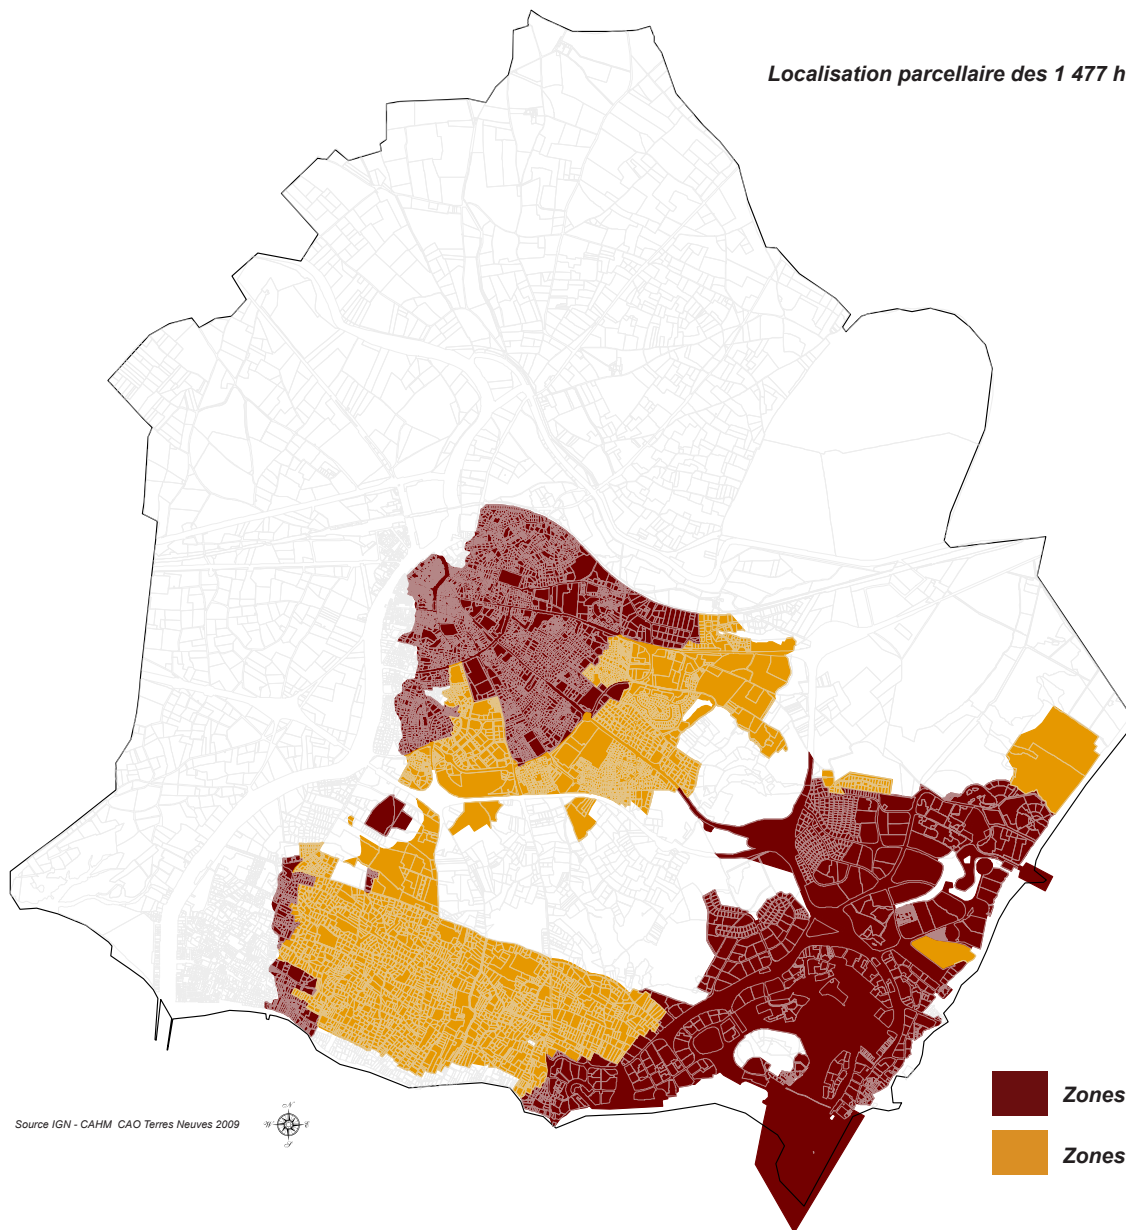 Localisation parcellaire des 1 477 h
Zones
Zones
Source IGN - CAHM CAO Terres Neuves 2009
N
W E
S